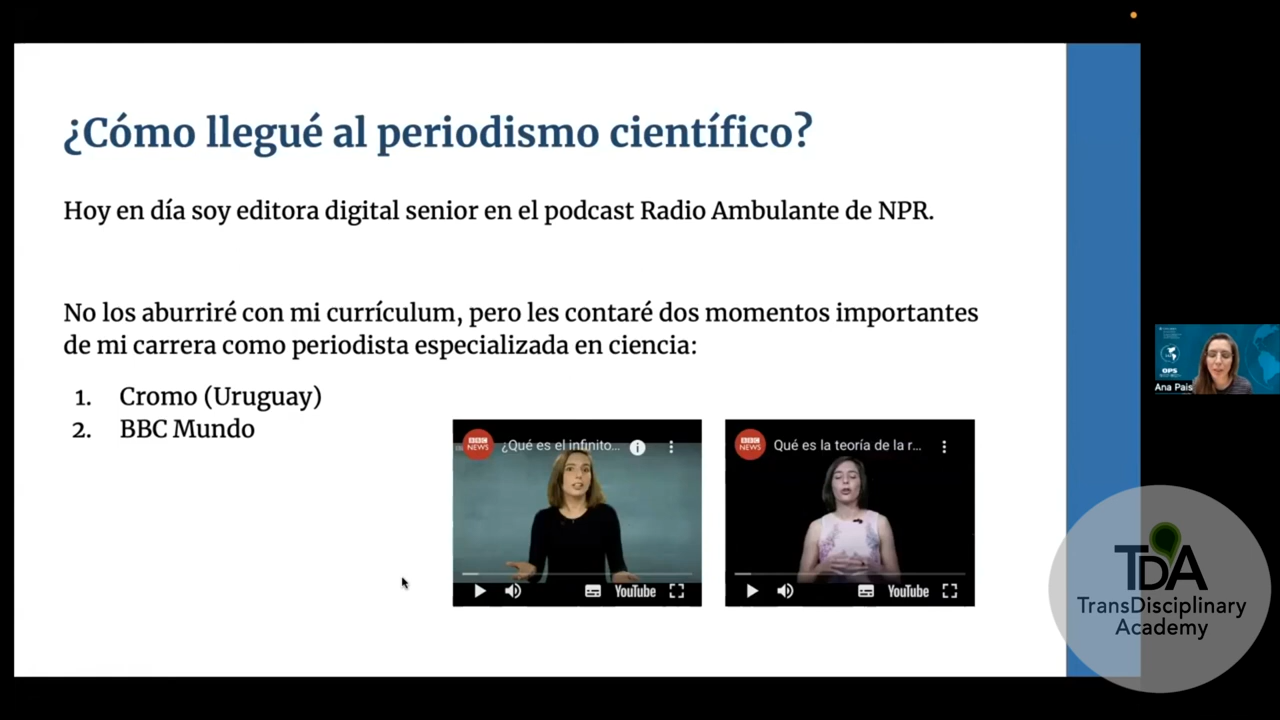 ¿Cómo llegué al periodismo científico?
Hoy en día soy editora digital senior en el podcast Radio Ambulante de NPR.
No los aburriré con mi currículum, pero les contaré dos momentos importantes
de mi carrera como periodista especializada en ciencia:
1. Cromo (Uruguay)
2. BBC Mundo
BBC
NEWS
¿Qué es el infinito...
YouTube
BBC
NEWS
Qué es la teoría de la r...
YouTube
OPS
Ana Pais
TDA
TransDisciplinary
Academy